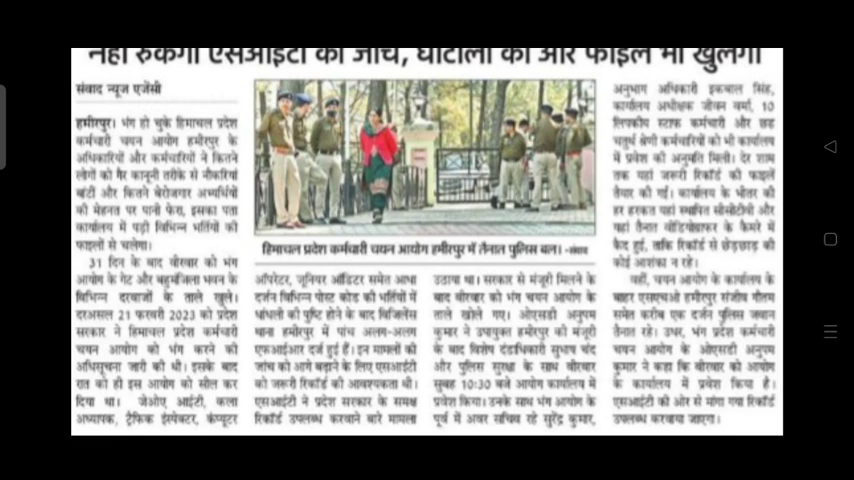 नहीं रुकेगी एसआईटी की जांच, घोटालों की और फाइलें भी खुलेंगी
संवाद न्यूज एजेंसी
हमीरपुर। भंग हो चुके हिमाचल प्रदेश
कर्मचारी चयन आयोग हमीरपुर के
अधिकारियों और कर्मचारियों ने कितने
लोगों को गैर कानूनी तरीके से नौकरियां
बांटी और कितने बेरोजगार अभ्यर्थियों
की मेहनत पर पानी फेरा, इसका पता
कार्यालय में पड़ी विभिन्न भर्तियों की
फाइलों से चलेगा।
31 दिन के बाद वीरवार को भंग
आयोग के गेट और बहुमंजिला भवन के
विभिन्न दरवाजों के ताले खुले।
दरअसल 21 फरवरी 2023 को प्रदेश
सरकार ने हिमाचल प्रदेश कर्मचारी
चयन आयोग को भंग करने की
अधिसूचना जारी की थी। इसके बाद
रात को ही इस आयोग को सील कर
दिया था। जेओए आईटी, कला
अध्यापक, ट्रैफिक इंस्पेक्टर, कंप्यूटर
हिमाचल प्रदेश कर्मचारी चयन आयोग हमीरपुर में तैनात पुलिस बल। -संवाद
ऑपरेटर, जूनियर ऑडिटर समेत आधा
दर्जन विभिन्न पोस्ट कोड की भर्तियों में
धांधली की पुष्टि होने के बाद विजिलेंस
थाना हमीरपुर में पांच अलग-अलग
एफआईआर दर्ज हुई हैं। इन मामलों की
जांच को आगे बढ़ाने के लिए एसआईटी
को जरूरी रिकॉर्ड की आवश्यकता थी।
एसआईटी ने प्रदेश सरकार के समक्ष
रिकॉर्ड उपलब्ध करवाने बारे मामला
उठाया था। सरकार से मंजूरी मिलने के
बाद वीरवार को भंग चयन आयोग के
ताले खोले गए। ओएसडी अनुपम
कुमार ने उपायुक्त हमीरपुर की मंजूरी
के बाद विशेष दंडाधिकारी सुभाष चंद
और पुलिस सुरक्षा के साथ वीरवार
सुबह 10:30 बजे आयोग कार्यालय में
प्रवेश किया। उनके साथ भंग आयोग के
पूर्व में अवर सचिव रहे सुरेंद्र कुमार,
अनुभाग अधिकारी इकबाल सिंह,
कार्यालय अधीक्षक जीवन वर्मा, 10
लिपकीय स्टाफ कर्मचारी और छह
चतुर्थ श्रेणी कर्मचारियों को भी कार्यालय
में प्रवेश की अनुमति मिली। देर शाम
तक यहां जरूरी रिकॉर्ड की फाइलें
तैयार की गईं। कार्यालय के भीतर की
हर हरकत यहां स्थापित सीसीटीवी और
यहां तैनात वीडियोग्राफर के कैमरे में
कैद हुई, ताकि रिकॉर्ड से छेड़छाड़ की
कोई आशंका न रहे।
वहीं, चयन आयोग के कार्यालय के
बाहर एसएचओ हमीरपुर संजीव गौतम
समेत करीब एक दर्जन पुलिस जवान
तैनात रहे। उधर, भंग प्रदेश कर्मचारी
चयन आयोग के ओएसडी अनुपम
कुमार ने कहा कि वीरवार को आयोग
के कार्यालय में प्रवेश किया है।
एसआईटी की ओर से मांगा गया रिकॉर्ड
उपलब्ध करवाया जाएगा।